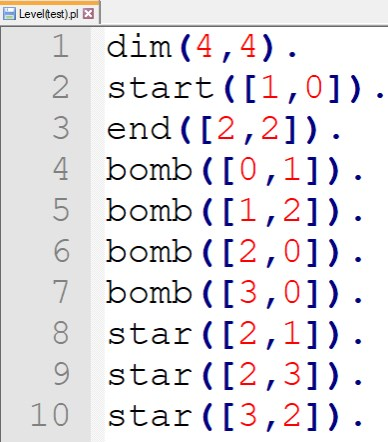 Level(test).pl
1 dim(4,4).
2 start([1,0]).
3 end([2,2]).
4 bomb([0,1]).
5 bomb([1,2]).
6 bomb([2,0]).
7 bomb([3,0]).
8 star([2,1]).
9 star([2,3]).
10 star([3,2]).